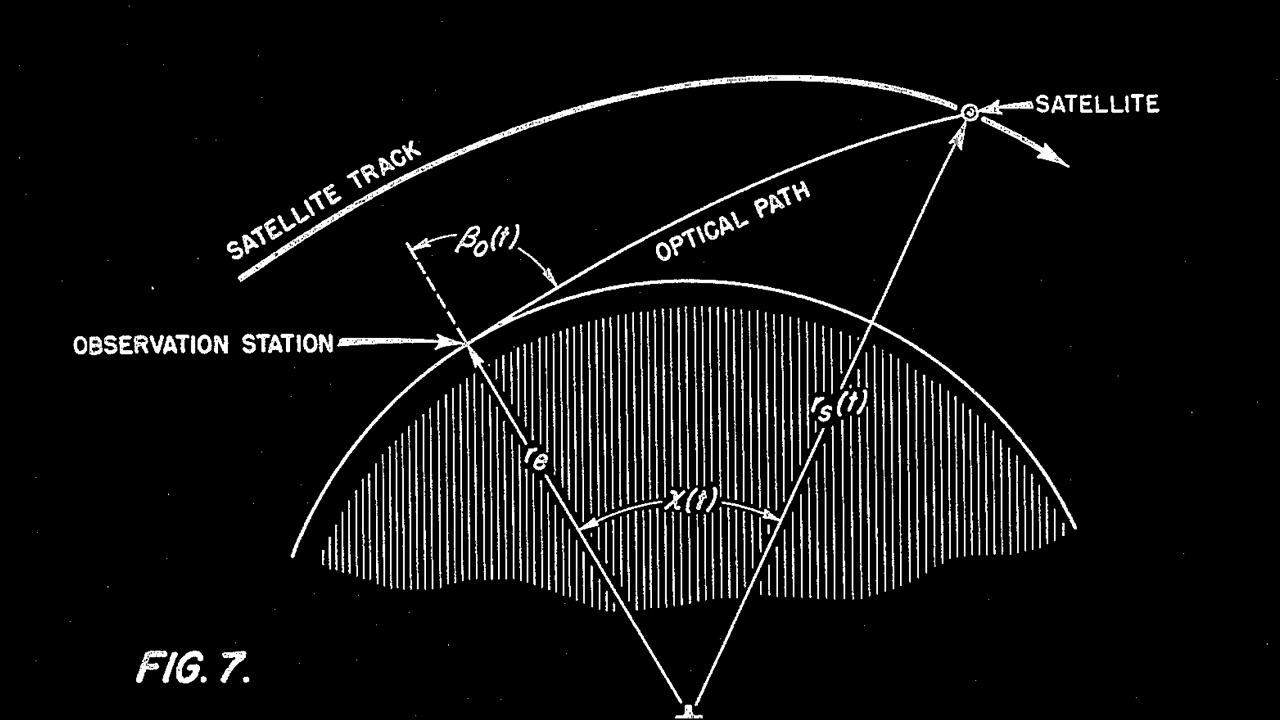 SATELLITE
SATELLITE TRACK
β₀(t)
OPTICAL PATH
OBSERVATION STATION
rₛ(t)
rₑ
χ(t)
FIG. 7.